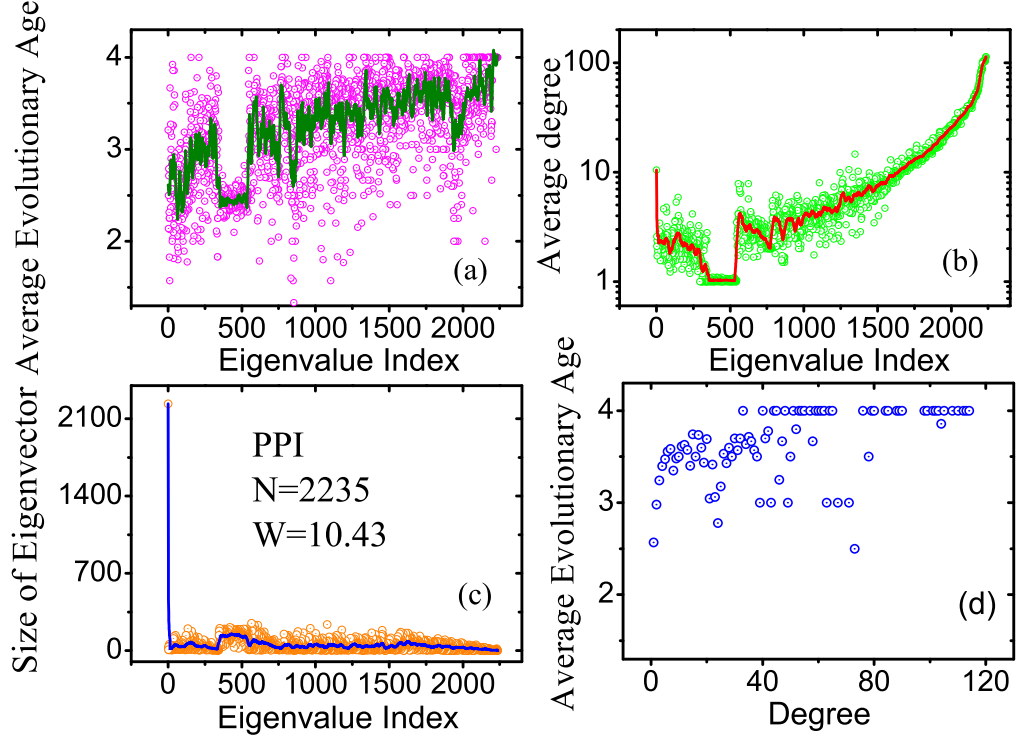 Average Evolutionary Age
4
3
2
(a)
0 500 1000 1500 2000
Eigenvalue Index
Average degree
100
10
1
(b)
0 500 1000 1500 2000
Eigenvalue Index
Size of Eigenvector
2100
1400
700
0
PPI
N=2235
W=10.43
(c)
0 500 1000 1500 2000
Eigenvalue Index
Average Evolutionary Age
4
3
2
(d)
0 40 80 120
Degree